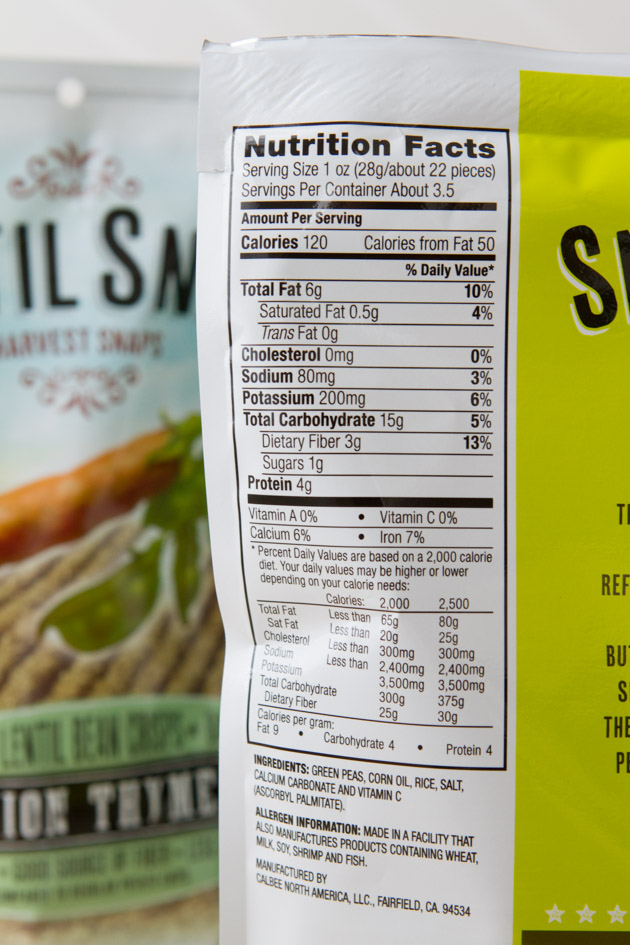 Nutrition Facts
Serving Size 1 oz (28g/about 22 pieces)
Servings Per Container About 3.5
Amount Per Serving
Calories 120 Calories from Fat 50
% Daily Value*
Total Fat 6g 10%
Saturated Fat 0.5g 4%
Trans Fat 0g
Cholesterol 0mg 0%
Sodium 80mg 3%
Potassium 200mg 6%
Total Carbohydrate 15g 5%
Dietary Fiber 3g 13%
Sugars 1g
Protein 4g
Vitamin A 0% • Vitamin C 0%
Calcium 6% • Iron 7%
* Percent Daily Values are based on a 2,000 calorie
diet. Your daily values may be higher or lower
depending on your calorie needs:
Calories: 2,000 2,500
Total Fat Less than 65g 80g
Sat Fat Less than 20g 25g
Cholesterol Less than 300mg 300mg
Sodium Less than 2,400mg 2,400mg
Potassium 3,500mg 3,500mg
Total Carbohydrate 300g 375g
Dietary Fiber 25g 30g
Calories per gram:
Fat 9 • Carbohydrate 4 • Protein 4
INGREDIENTS: GREEN PEAS, CORN OIL, RICE, SALT,
CALCIUM CARBONATE AND VITAMIN C
(ASCORBYL PALMITATE).
ALLERGEN INFORMATION: MADE IN A FACILITY THAT
ALSO MANUFACTURES PRODUCTS CONTAINING WHEAT,
MILK, SOY, SHRIMP AND FISH.
MANUFACTURED BY
CALBEE NORTH AMERICA, LLC., FAIRFIELD, CA. 94534
TIL SN
HARVEST SNAPS
LENTIL BEAN CRISPS
ION THYME
GOOD SOURCE OF FIBER
SN
REF
BU
THE
PE